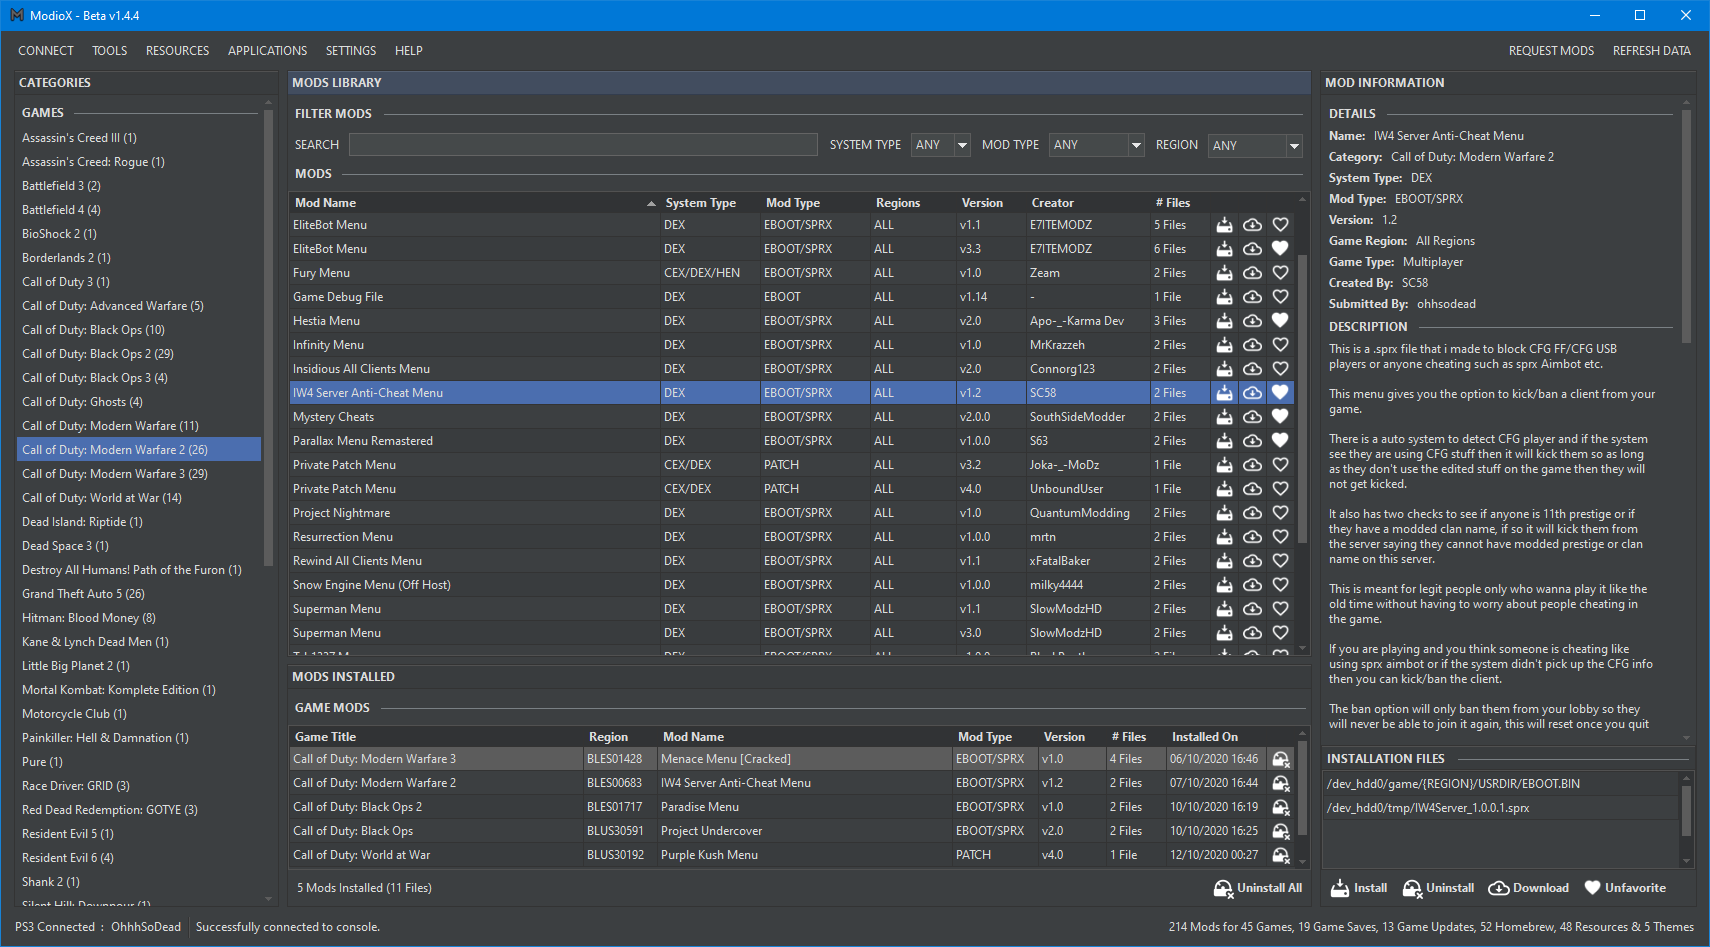 ModioX - Beta v1.4.4
CONNECT TOOLS RESOURCES APPLICATIONS SETTINGS HELP REQUEST MODS REFRESH DATA
CATEGORIES
GAMES
Assassin's Creed III (1)
Assassin's Creed: Rogue (1)
Battlefield 3 (2)
Battlefield 4 (4)
BioShock 2 (1)
Borderlands 2 (1)
Call of Duty 3 (1)
Call of Duty: Advanced Warfare (5)
Call of Duty: Black Ops (10)
Call of Duty: Black Ops 2 (29)
Call of Duty: Black Ops 3 (4)
Call of Duty: Ghosts (4)
Call of Duty: Modern Warfare (11)
Call of Duty: Modern Warfare 2 (26)
Call of Duty: Modern Warfare 3 (29)
Call of Duty: World at War (14)
Dead Island: Riptide (1)
Dead Space 3 (1)
Destroy All Humans! Path of the Furon (1)
Grand Theft Auto 5 (26)
Hitman: Blood Money (8)
Kane & Lynch Dead Men (1)
Little Big Planet 2 (1)
Mortal Kombat: Komplete Edition (1)
Motorcycle Club (1)
Painkiller: Hell & Damnation (1)
Pure (1)
Race Driver: GRID (3)
Red Dead Redemption: GOTYE (3)
Resident Evil 5 (1)
Resident Evil 6 (4)
Shank 2 (1)
Silent Hill: Downpour (1)
MODS LIBRARY
FILTER MODS
SEARCH SYSTEM TYPE ANY MOD TYPE ANY REGION ANY
MODS
Mod Name System Type Mod Type Regions Version Creator # Files
EliteBot Menu DEX EBOOT/SPRX ALL v1.1 E7ITEMODZ 5 Files
EliteBot Menu DEX EBOOT/SPRX ALL v3.3 E7ITEMODZ 6 Files
Fury Menu CEX/DEX/HEN EBOOT/SPRX ALL v1.0 Zeam 2 Files
Game Debug File DEX EBOOT ALL v1.14 - 1 File
Hestia Menu DEX EBOOT/SPRX ALL v2.0 Apo-_-Karma Dev 3 Files
Infinity Menu DEX EBOOT/SPRX ALL v1.0 MrKrazzeh 2 Files
Insidious All Clients Menu DEX EBOOT/SPRX ALL v2.0 Connorg123 2 Files
IW4 Server Anti-Cheat Menu DEX EBOOT/SPRX ALL v1.2 SC58 2 Files
Mystery Cheats DEX EBOOT/SPRX ALL v2.0.0 SouthSideModder 2 Files
Parallax Menu Remastered DEX EBOOT/SPRX ALL v1.0.0 S63 2 Files
Private Patch Menu CEX/DEX PATCH ALL v3.2 Joka-_-MoDz 1 File
Private Patch Menu CEX/DEX PATCH ALL v4.0 UnboundUser 1 File
Project Nightmare DEX EBOOT/SPRX ALL v1.0 QuantumModding 2 Files
Resurrection Menu DEX EBOOT/SPRX ALL v1.0.0 mrtn 2 Files
Rewind All Clients Menu DEX EBOOT/SPRX ALL v1.1 xFatalBaker 2 Files
Snow Engine Menu (Off Host) DEX EBOOT/SPRX ALL v1.0.0 milky4444 2 Files
Superman Menu DEX EBOOT/SPRX ALL v1.1 SlowModzHD 2 Files
Superman Menu DEX EBOOT/SPRX ALL v3.0 SlowModzHD 2 Files
MODS INSTALLED
GAME MODS
Game Title Region Mod Name Mod Type Version # Files Installed On
Call of Duty: Modern Warfare 3 BLES01428 Menace Menu [Cracked] EBOOT/SPRX v1.0 4 Files 06/10/2020 16:46
Call of Duty: Modern Warfare 2 BLES00683 IW4 Server Anti-Cheat Menu EBOOT/SPRX v1.2 2 Files 07/10/2020 16:44
Call of Duty: Black Ops 2 BLES01717 Paradise Menu EBOOT/SPRX v1.0 2 Files 10/10/2020 16:19
Call of Duty: Black Ops BLUS30591 Project Undercover EBOOT/SPRX v2.0 2 Files 10/10/2020 16:25
Call of Duty: World at War BLUS30192 Purple Kush Menu PATCH v4.0 1 File 12/10/2020 00:27
5 Mods Installed (11 Files) Uninstall All
MOD INFORMATION
DETAILS
Name: IW4 Server Anti-Cheat Menu
Category: Call of Duty: Modern Warfare 2
System Type: DEX
Mod Type: EBOOT/SPRX
Version: 1.2
Game Region: All Regions
Game Type: Multiplayer
Created By: SC58
Submitted By: ohhsodead
DESCRIPTION
This is a .sprx file that i made to block CFG FF/CFG USB
players or anyone cheating such as sprx Aimbot etc.
This menu gives you the option to kick/ban a client from your
game.
There is a auto system to detect CFG player and if the system
see they are using CFG stuff then it will kick them so as long
as they don't use the edited stuff on the game then they will
not get kicked.
It also has two checks to see if anyone is 11th prestige or if
they have a modded clan name, if so it will kick them from
the server saying they cannot have modded prestige or clan
name on this server.
This is meant for legit people only who wanna play it like the
old time without having to worry about people cheating in
the game.
If you are playing and you think someone is cheating like
using sprx aimbot or if the system didn't pick up the CFG info
then you can kick/ban the client.
The ban option will only ban them from your lobby so they
will never be able to join it again, this will reset once you quit
INSTALLATION FILES
/dev_hdd0/game/{REGION}/USRDIR/EBOOT.BIN
/dev_hdd0/tmp/IW4Server_1.0.0.1.sprx
Install Uninstall Download Unfavorite
PS3 Connected : OhhhSoDead Successfully connected to console. 214 Mods for 45 Games, 19 Game Saves, 13 Game Updates, 52 Homebrew, 48 Resources & 5 Themes